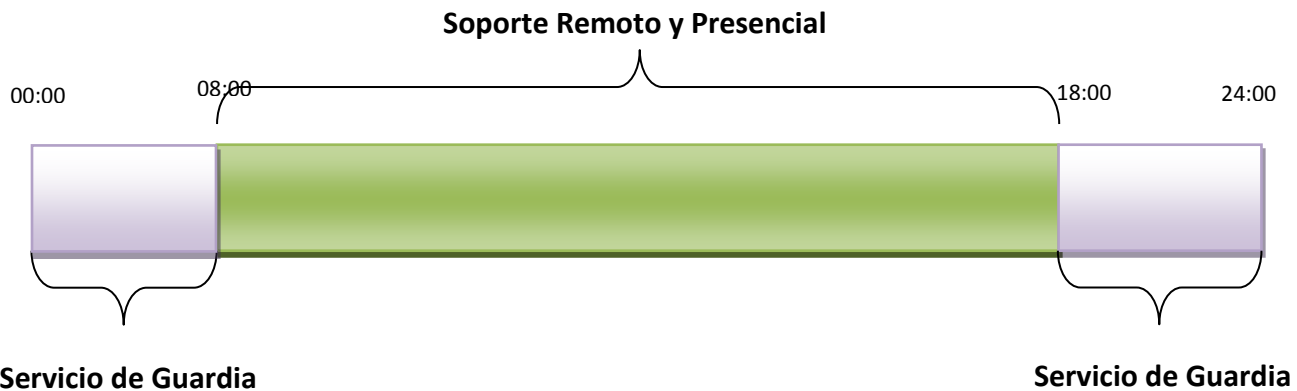 Soporte Remoto y Presencial
00:00
08:00
18:00
24:00
Servicio de Guardia
Servicio de Guardia